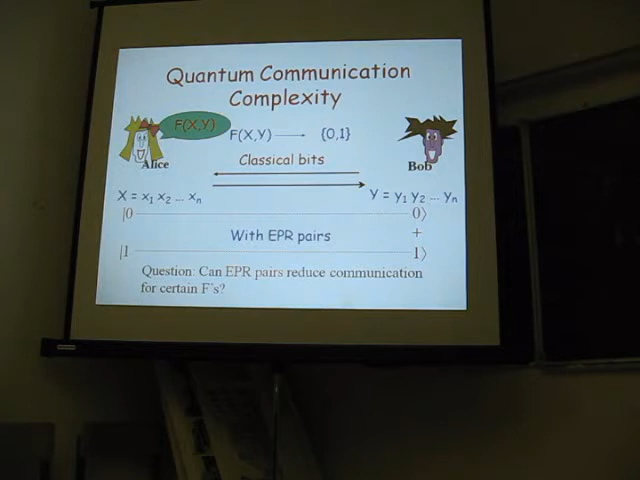 Quantum Communication
Complexity
F(X,Y)
F(X,Y) → {0,1}
Alice
Classical bits
Bob
X = x₁ x₂ ... xₙ
Y = y₁ y₂ ... yₙ
|0 0⟩
With EPR pairs +
|1 1⟩
Question: Can EPR pairs reduce communication
for certain F's?